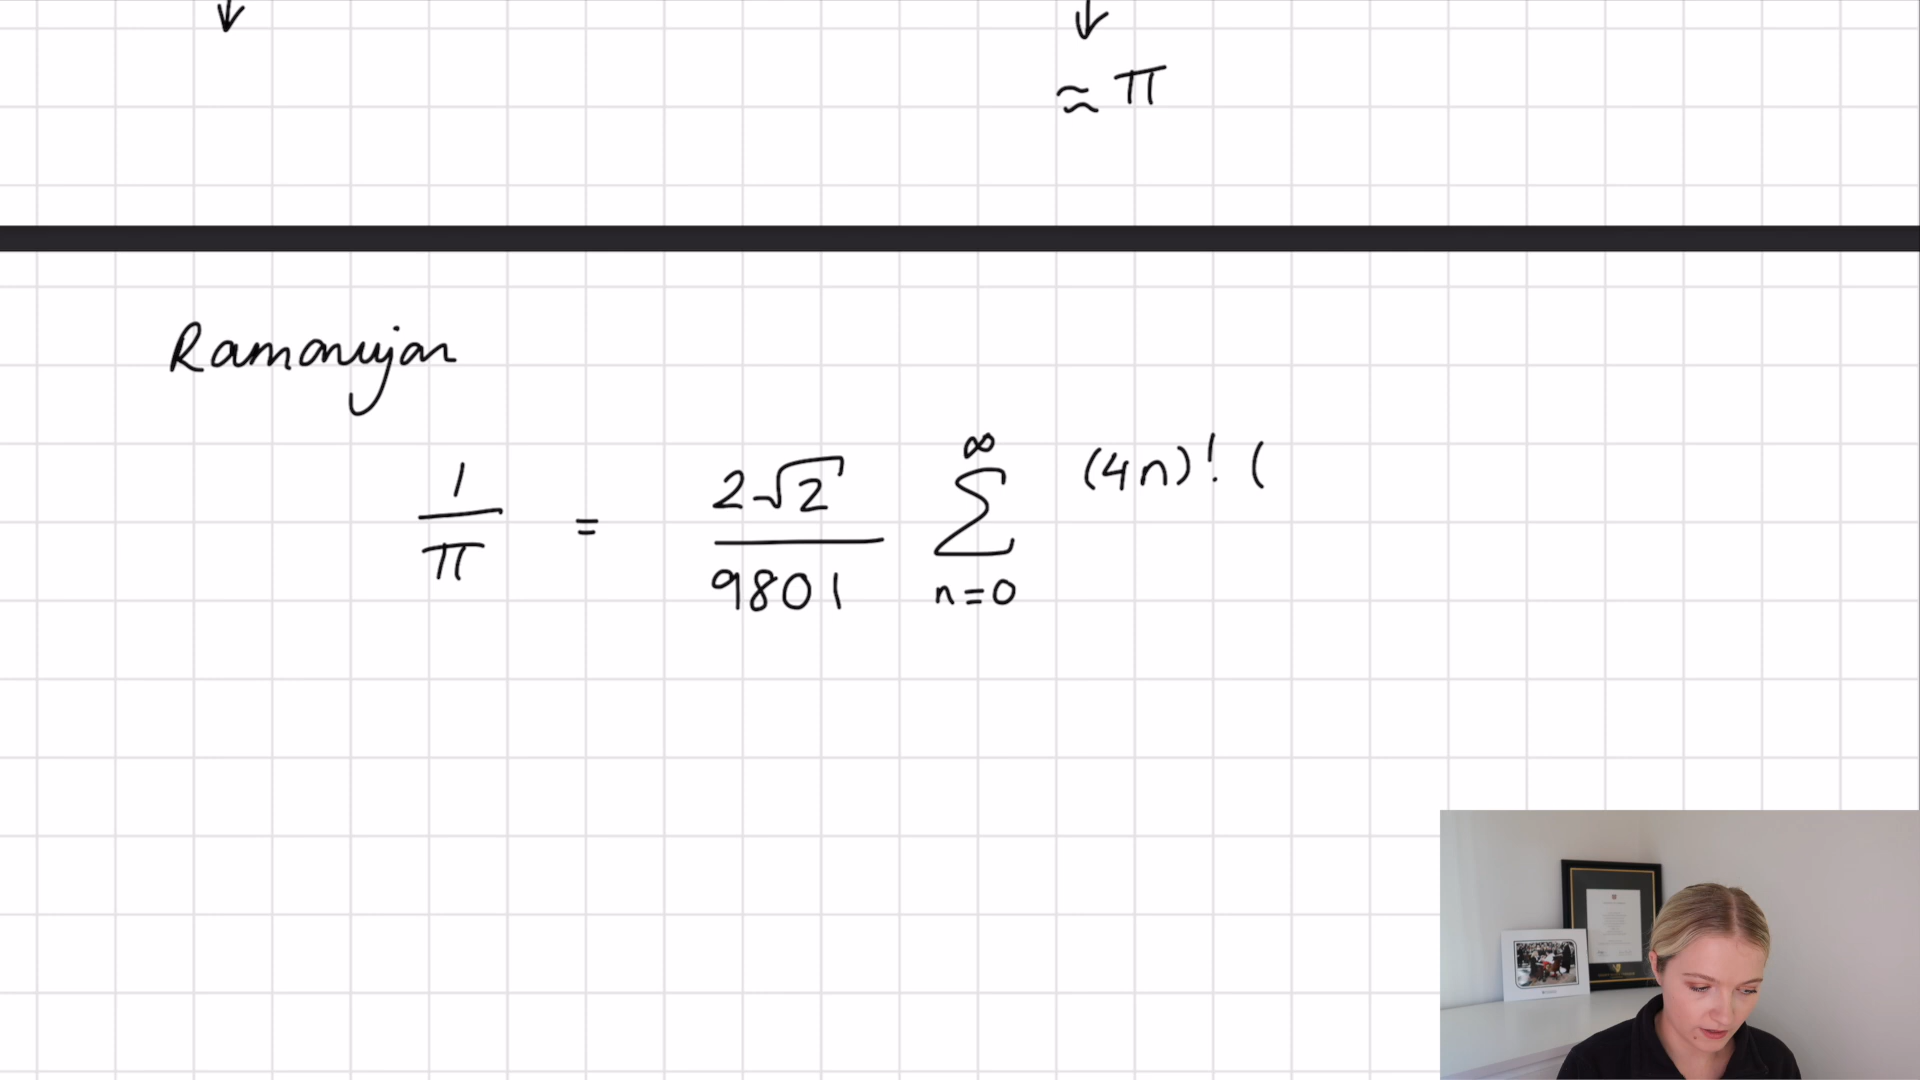 ≈ π
Ramanujan
1/π = 2√2/9801 ∑_{n=0}^{∞} (4n)! (